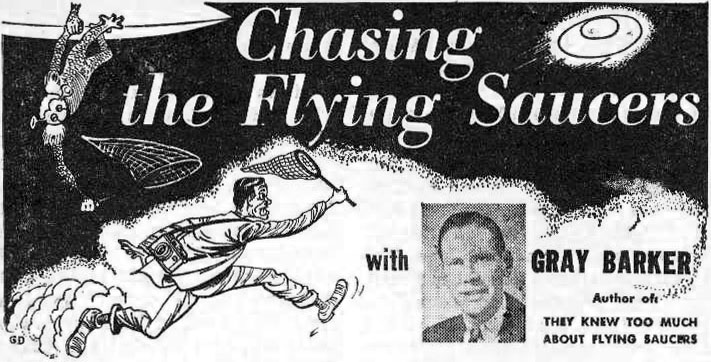 Chasing
the Flying Saucers
with
GRAY BARKER
Author of:
THEY KNEW TOO MUCH
ABOUT FLYING SAUCERS
GD